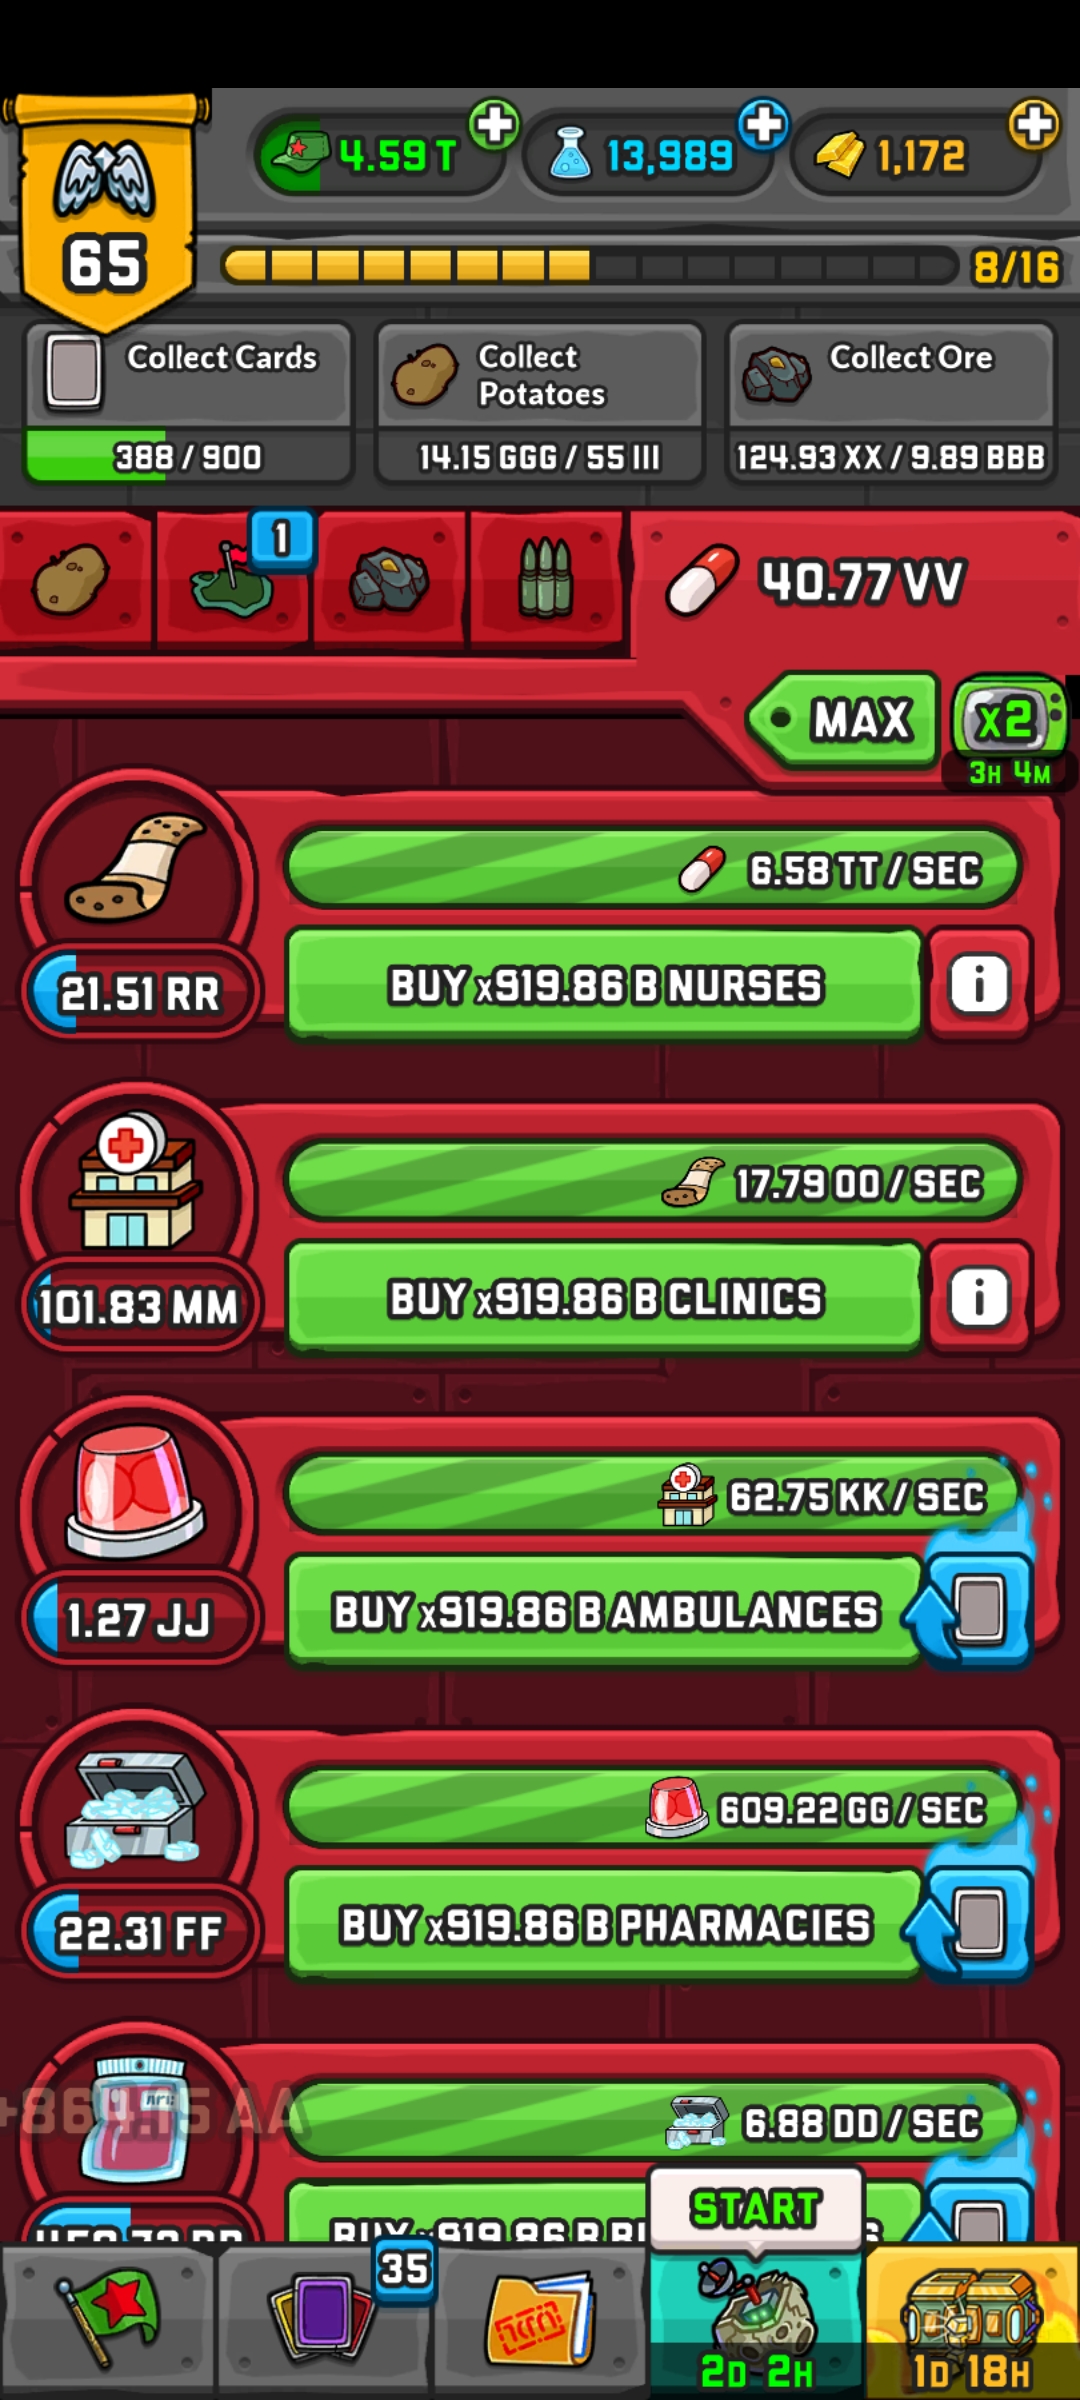 4.59 T
13,989
1,172
65
8/16
Collect Cards
388 / 900
Collect
Potatoes
14.15 GGG / 55 III
Collect Ore
124.93 XX / 9.89 BBB
1
40.77 VV
MAX
x2
3H 4M
6.58 TT / SEC
21.51 RR
BUY x919.86 B NURSES
i
17.79 OO / SEC
101.83 MM
BUY x919.86 B CLINICS
i
62.75 KK / SEC
1.27 JJ
BUY x919.86 B AMBULANCES
609.22 GG / SEC
22.31 FF
BUY x919.86 B PHARMACIES
+864.15 AA
6.88 DD / SEC
BUY x919.86 B
START
35
2D 2H
1D 18H